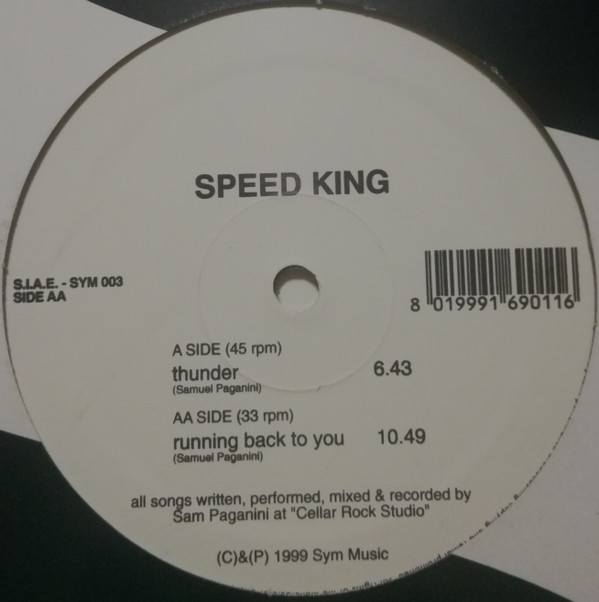 SPEED KING
S.I.A.E. - SYM 003
SIDE AA
8 019991 690116
A SIDE (45 rpm)
thunder 6.43
(Samuel Paganini)
AA SIDE (33 rpm)
running back to you 10.49
(Samuel Paganini)
all songs written, performed, mixed & recorded by
Sam Paganini at "Cellar Rock Studio"
(C)&(P) 1999 Sym Music